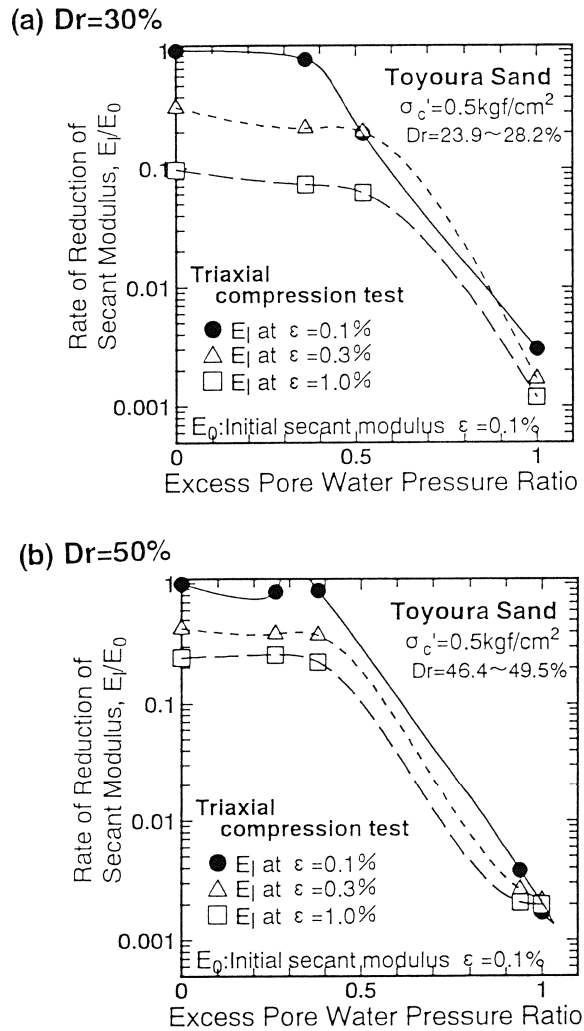 (a) Dr=30%
Rate of Reduction of
Secant Modulus, El/E0
1
0.1
0.01
0.001
Toyoura Sand
σc'=0.5kgf/cm2
Dr=23.9~28.2%
Triaxial
compression test
El at ε=0.1%
El at ε=0.3%
El at ε=1.0%
E0:Initial secant modulus ε=0.1%
0
0.5
1
Excess Pore Water Pressure Ratio
(b) Dr=50%
Rate of Reduction of
Secant Modulus, El/E0
1
0.1
0.01
0.001
Toyoura Sand
σc'=0.5kgf/cm2
Dr=46.4~49.5%
Triaxial
compression test
El at ε=0.1%
El at ε=0.3%
El at ε=1.0%
E0:Initial secant modulus ε=0.1%
0
0.5
1
Excess Pore Water Pressure Ratio